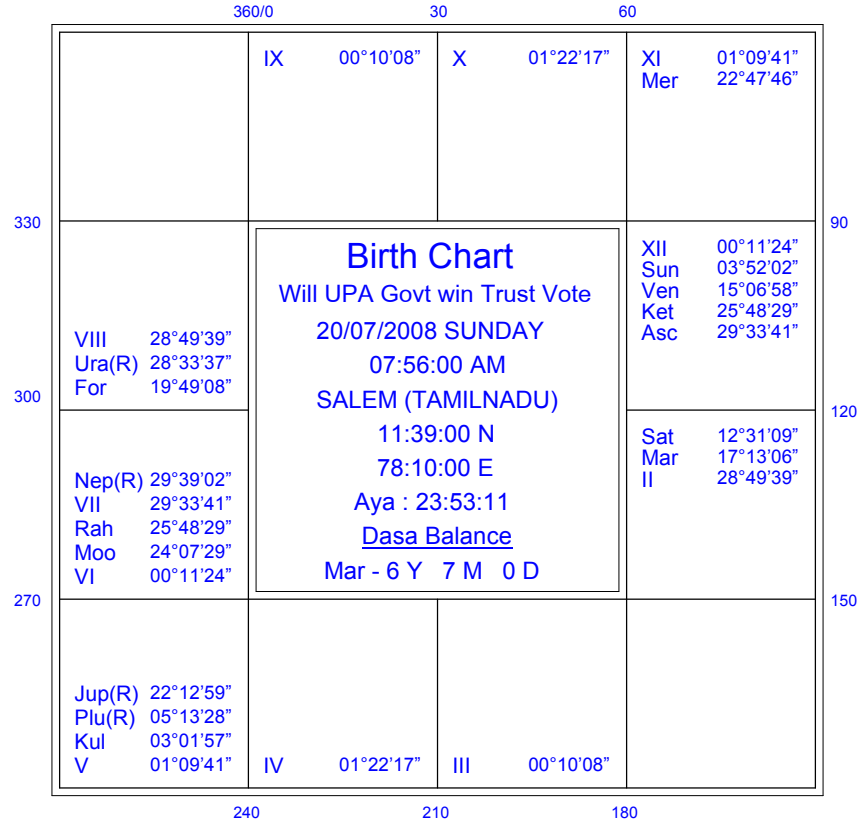 360/0 30 60
IX 00°10’08”
X 01°22’17”
XI 01°09’41”
Mer 22°47’46”
330
90
VIII 28°49’39”
Ura(R) 28°33’37”
For 19°49’08”
Birth Chart
Will UPA Govt win Trust Vote
20/07/2008 SUNDAY
07:56:00 AM
SALEM (TAMILNADU)
11:39:00 N
78:10:00 E
Aya : 23:53:11
Dasa Balance
Mar - 6 Y 7 M 0 D
XII 00°11’24”
Sun 03°52’02”
Ven 15°06’58”
Ket 25°48’29”
Asc 29°33’41”
300
120
Nep(R) 29°39’02”
VII 29°33’41”
Rah 25°48’29”
Moo 24°07’29”
VI 00°11’24”
Sat 12°31’09”
Mar 17°13’06”
II 28°49’39”
270
150
Jup(R) 22°12’59”
Plu(R) 05°13’28”
Kul 03°01’57”
V 01°09’41”
IV 01°22’17”
III 00°10’08”
240 210 180